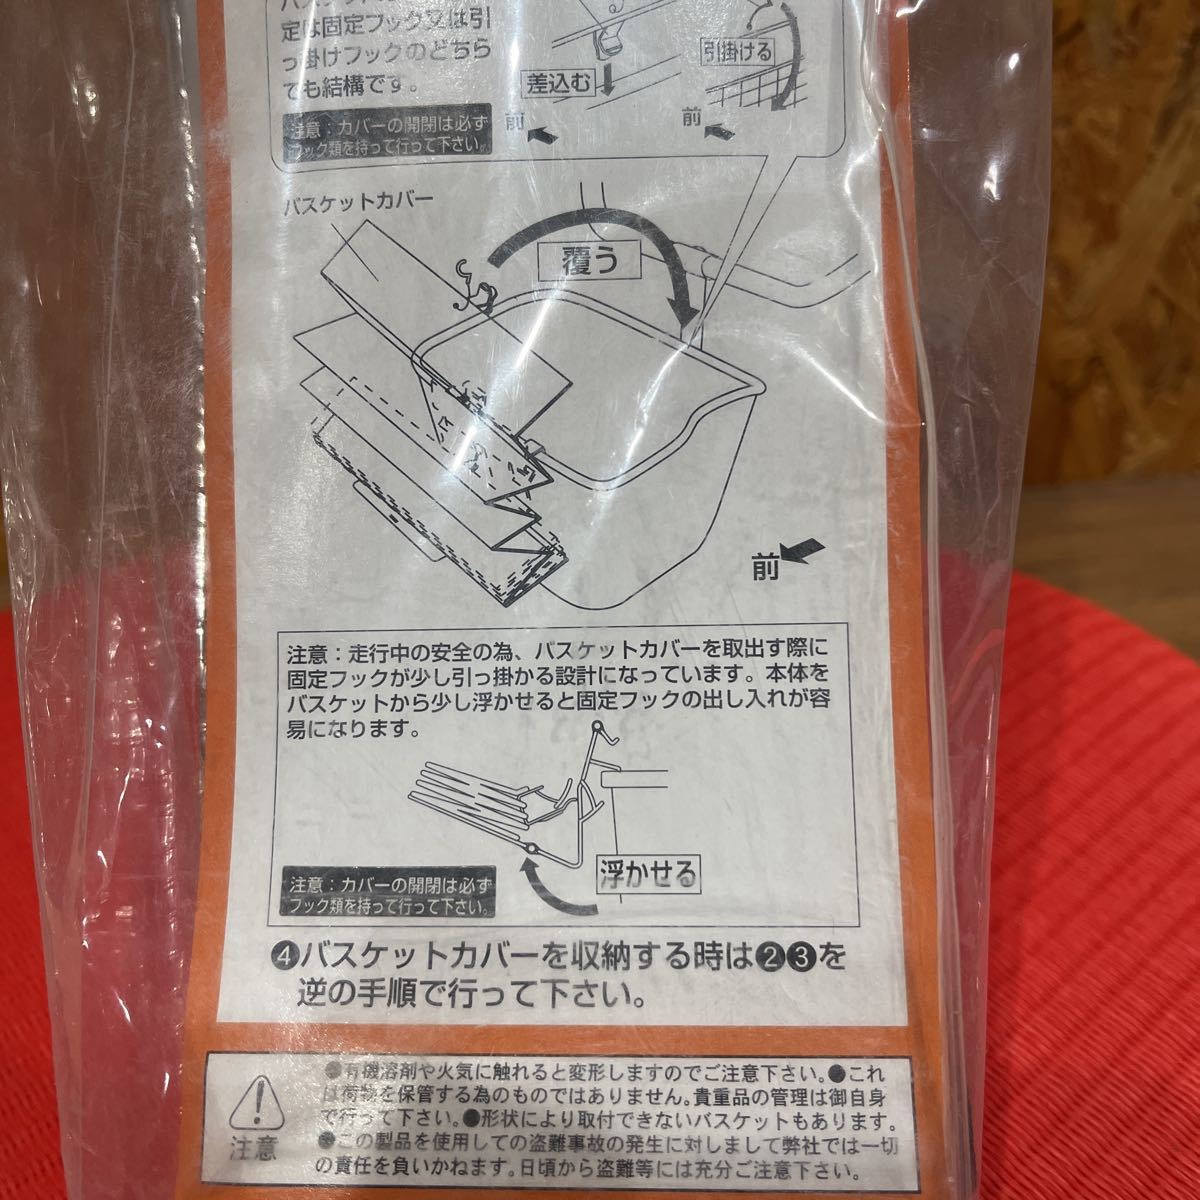 定は固定フック又は引
っ掛けフックのどちら
でも結構です。
注意：カバーの開閉は必ず
フック類を持って行って下さい。
差込む
前
引掛ける
前
バスケットカバー
覆う
前
注意：走行中の安全の為、バスケットカバーを取出す際に
固定フックが少し引っ掛かる設計になっています。本体を
バスケットから少し浮かせると固定フックの出し入れが容
易になります。
注意：カバーの開閉は必ず
フック類を持って行って下さい。
浮かせる
❹バスケットカバーを収納する時は❷❸を
逆の手順で行って下さい。
注意
●有機溶剤や火気に触れると変形しますのでご注意下さい。●これ
は荷物を保管する為のものではありません。貴重品の管理は御自身
で行って下さい。●形状により取付できないバスケットもあります。
●この製品を使用しての盗難事故の発生に対しまして弊社では一切
の責任を負いかねます。日頃から盗難等には充分ご注意下さい。